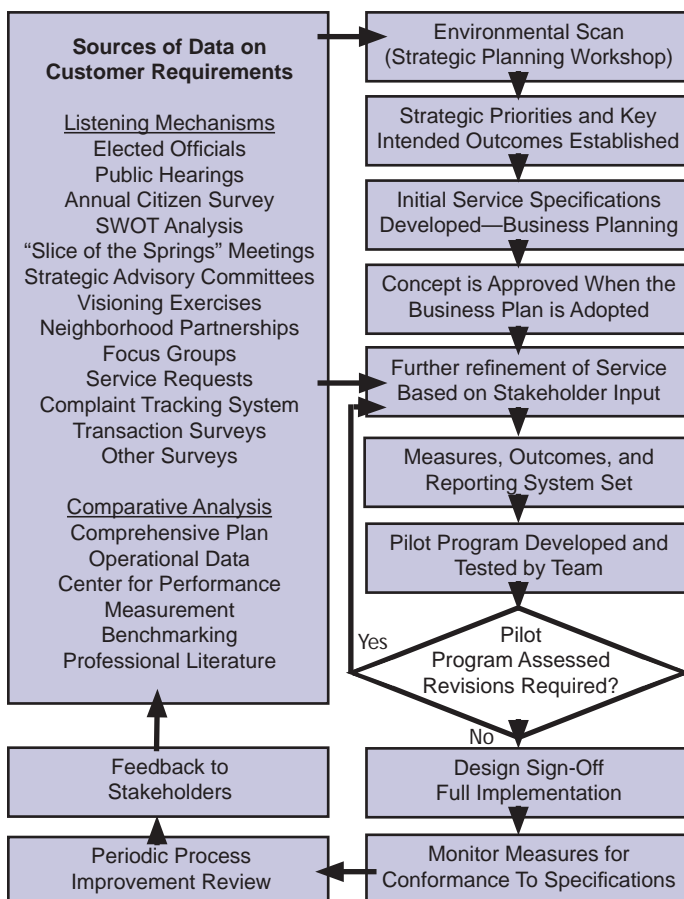 Sources of Data on
Customer Requirements
Listening Mechanisms
Elected Officials
Public Hearings
Annual Citizen Survey
SWOT Analysis
“Slice of the Springs” Meetings
Strategic Advisory Committees
Visioning Exercises
Neighborhood Partnerships
Focus Groups
Service Requests
Complaint Tracking System
Transaction Surveys
Other Surveys
Comparative Analysis
Comprehensive Plan
Operational Data
Center for Performance
Measurement
Benchmarking
Professional Literature
Environmental Scan
(Strategic Planning Workshop)
Strategic Priorities and Key
Intended Outcomes Established
Initial Service Specifications
Developed—Business Planning
Concept is Approved When the
Business Plan is Adopted
Further refinement of Service
Based on Stakeholder Input
Measures, Outcomes, and
Reporting System Set
Pilot Program Developed and
Tested by Team
Yes
Pilot
Program Assessed
Revisions Required?
No
Design Sign-Off
Full Implementation
Monitor Measures for
Conformance To Specifications
Periodic Process
Improvement Review
Feedback to
Stakeholders